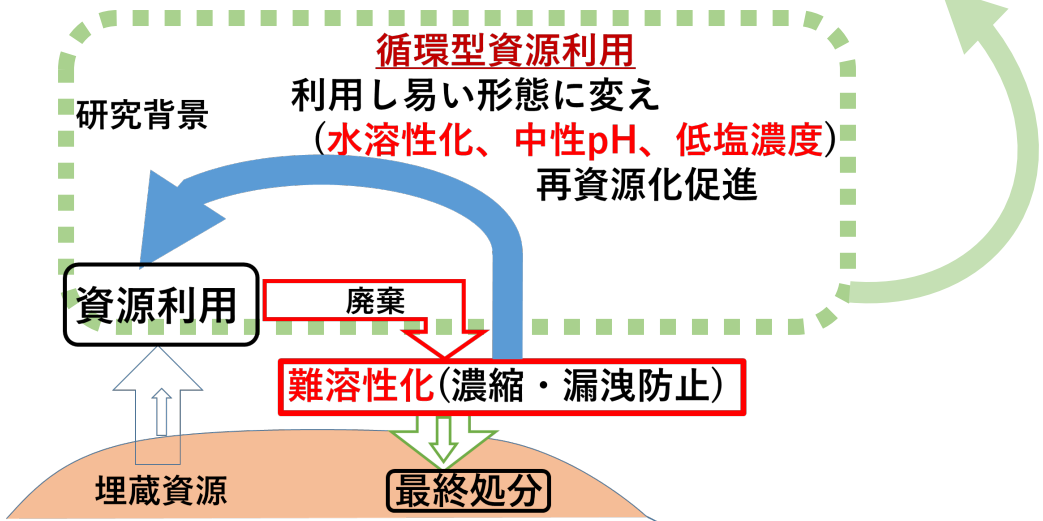 循環型資源利用
利用し易い形態に変え
研究背景
(水溶性化、中性pH、低塩濃度)
再資源化促進
資源利用
廃棄
難溶性化(濃縮・漏洩防止)
埋蔵資源
最終処分